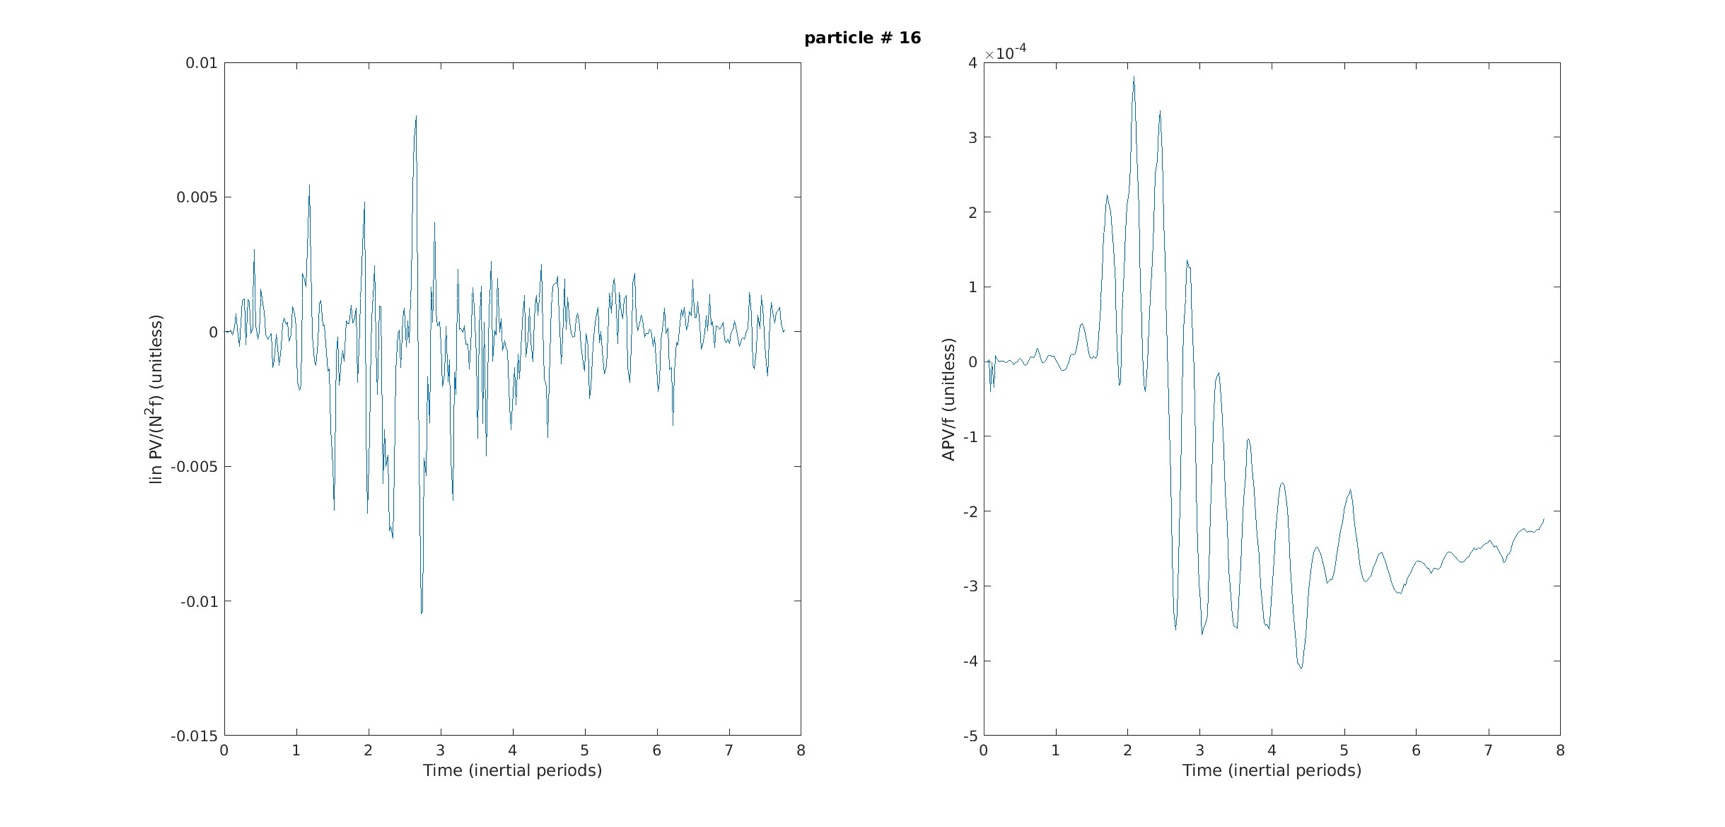 particle # 16
0.01
0.005
0
-0.005
-0.01
-0.015
lin PV/(N²f) (unitless)
0 1 2 3 4 5 6 7 8
Time (inertial periods)
×10⁻⁴
4
3
2
1
0
-1
-2
-3
-4
-5
APV/f (unitless)
0 1 2 3 4 5 6 7 8
Time (inertial periods)